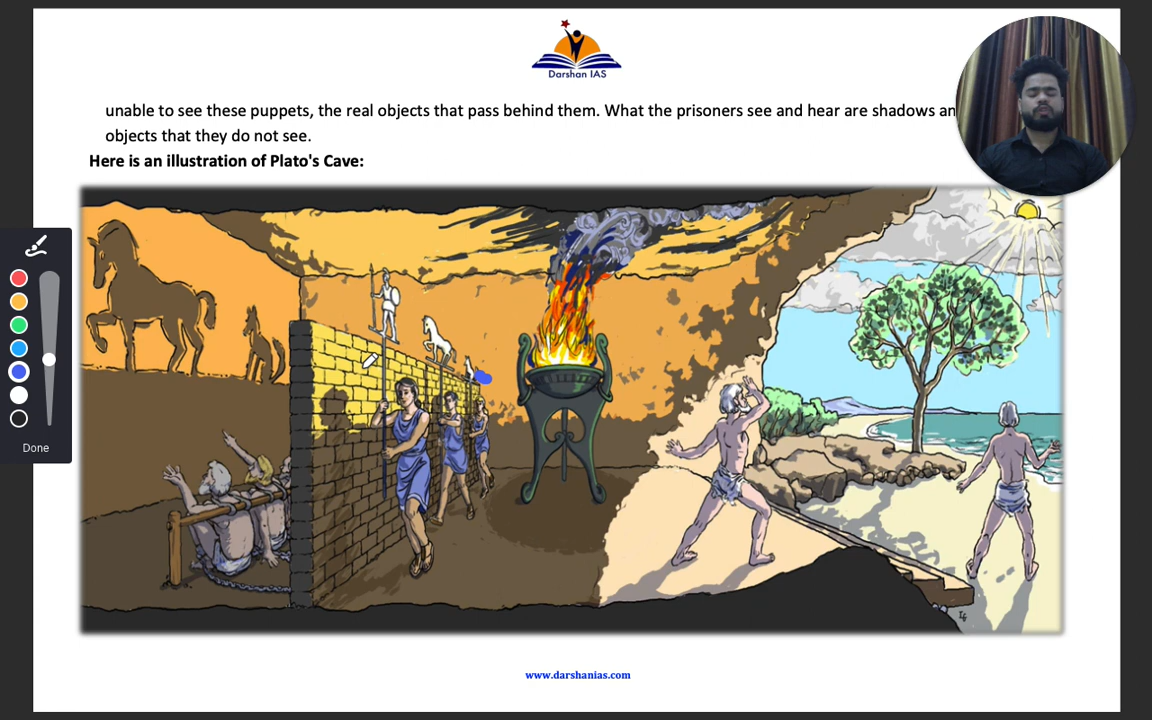 Darshan IAS
unable to see these puppets, the real objects that pass behind them. What the prisoners see and hear are shadows
objects that they do not see.
Here is an illustration of Plato's Cave:
Done
www.darshanias.com